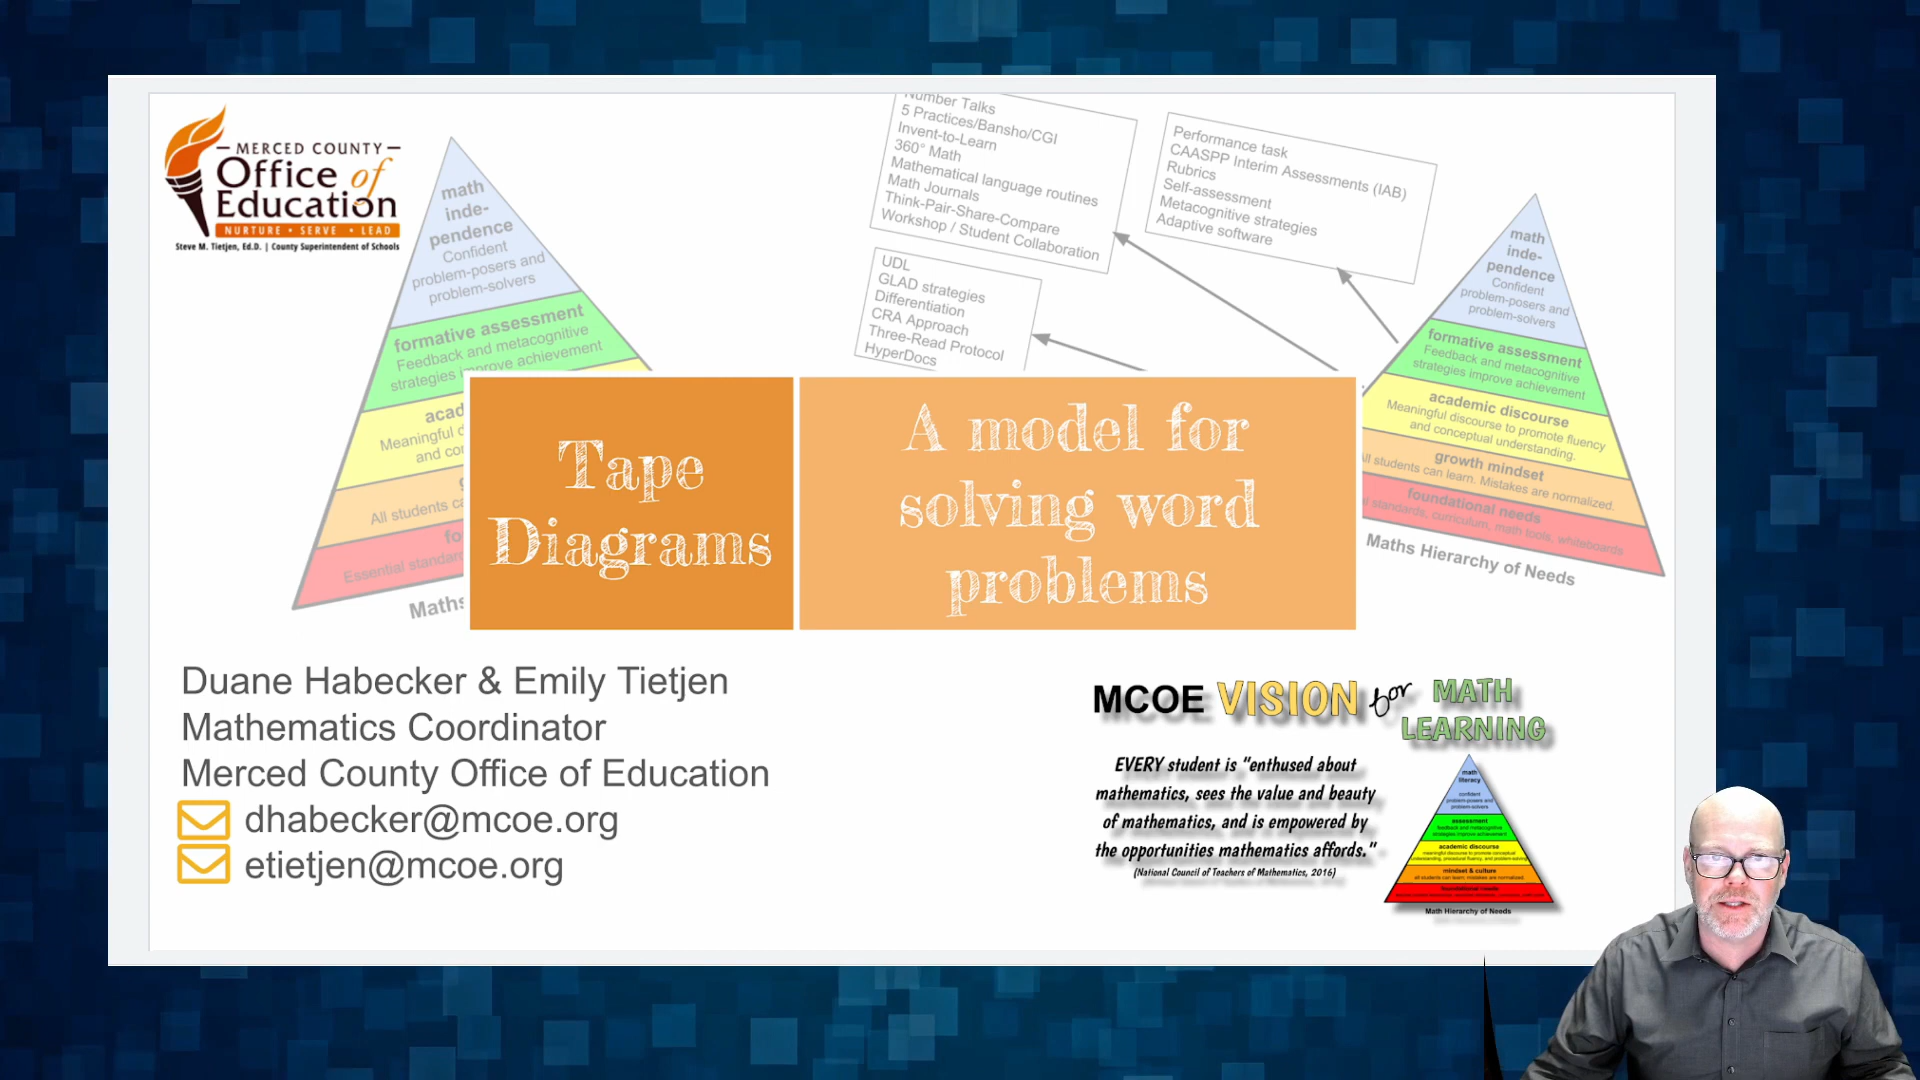 MERCED COUNTY
Office of
Education
NURTURE • SERVE • LEAD
Steve M. Tietjen, Ed.D. | County Superintendent of Schools
math
inde-
pendence
Confident
problem-posers and
problem-solvers
formative assessment
Feedback and metacognitive
strategies improve achievement
acad
Meaningful d
and co
All students ca
fo
Essential standar
Maths
Number Talks
5 Practices/Bansho/CGI
Invent-to-Learn
360° Math
Mathematical language routines
Math Journals
Think-Pair-Share-Compare
Workshop / Student Collaboration
Performance task
CAASPP Interim Assessments (IAB)
Rubrics
Self-assessment
Metacognitive strategies
Adaptive software
UDL
GLAD strategies
Differentiation
CRA Approach
Three-Read Protocol
HyperDocs
math
inde-
pendence
Confident
problem-posers and
problem-solvers
formative assessment
Feedback and metacognitive
strategies improve achievement
academic discourse
Meaningful discourse to promote fluency
and conceptual understanding.
growth mindset
All students can learn. Mistakes are normalized.
foundational needs
standards, curriculum, math tools, whiteboards
Maths Hierarchy of Needs
Tape
Diagrams
A model for
solving word
problems
Duane Habecker & Emily Tietjen
Mathematics Coordinator
Merced County Office of Education
dhabecker@mcoe.org
etietjen@mcoe.org
MCOE VISION for MATH
LEARNING
EVERY student is "enthused about
mathematics, sees the value and beauty
of mathematics, and is empowered by
the opportunities mathematics affords."
(National Council of Teachers of Mathematics, 2016)
math
literacy
confident
problem-posers and
problem-solvers
assessment
feedback and metacognitive
strategies improve achievement
academic discourse
meaningful discourse to promote conceptual
understanding, procedural fluency, and problem-solving
mindset & culture
all students can learn; mistakes are normalized
foundational needs
Math Hierarchy of Needs